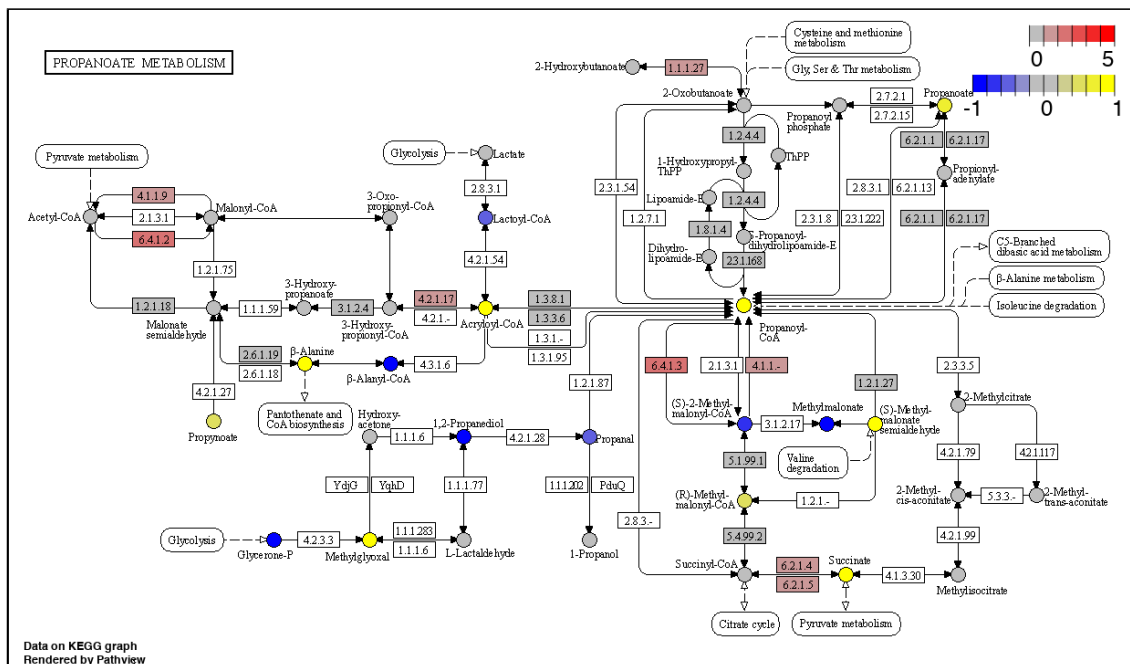 PROPANOATE METABOLISM
Cysteine and methionine
metabolism
0 1 5
2-Hydroxybutanoate
1.1.1.27
Gly, Ser & Thr metabolism
-1 0 1
2-Oxobutanoate
2.7.2.1
Propanoate
2.7.2.15
Propanoyl
phosphate
1.2.4.4
6.2.1.1
6.2.1.17
Pyruvate metabolism
Glycolysis
Lactate
ThPP
1-Hydroxypropyl-
ThPP
Propionyl-
adenylate
4.1.1.9
2.8.3.1
2.3.1.54
2.8.3.1
6.2.1.13
3-Oxo-
propionyl-CoA
Lipoamide-E
1.2.4.4
Acetyl-CoA
2.1.3.1
Malonyl-CoA
Lactoyl-CoA
1.2.7.1
2.3.1.8
2.3.1.222
6.2.1.1
6.2.1.17
6.4.1.2
1.8.1.4
S-Propanoyl-
dihydrolipoamide-E
Dihydro-
lipoamide-E
2.3.1.168
C5-Branched
dibasic acid metabolism
1.2.1.75
4.2.1.54
β-Alanine metabolism
3-Hydroxy-
propanoate
4.2.1.17
1.3.8.1
Isoleucine degradation
1.2.1.18
1.1.1.59
3.1.2.4
4.2.1.-
1.3.3.6
Malonate
semialdehyde
3-Hydroxy-
propionyl-CoA
Acryloyl-CoA
1.3.1.-
Propanoyl-
CoA
2.6.1.19
β-Alanine
1.3.1.95
2.6.1.18
4.3.1.6
6.4.1.3
2.1.3.1
4.1.1.-
2.3.3.5
β-Alanyl-CoA
1.2.1.87
1.2.1.27
4.2.1.27
Pantothenate and
CoA biosynthesis
(S)-2-Methyl-
malonyl-CoA
Methylmalonate
(S)-Methyl-
malonate
semialdehyde
2-Methylcitrate
Propynoate
Hydroxy-
acetone
1,2-Propanediol
3.1.2.17
1.1.1.6
4.2.1.28
Propanal
Valine
degradation
4.2.1.79
4.2.1.117
5.1.99.1
YdjG
YqhD
1.1.1.77
1.1.1.202
PduQ
(R)-Methyl-
malonyl-CoA
1.2.1.-
2-Methyl-
cis-aconitate
5.3.3.-
2-Methyl-
trans-aconitate
2.8.3.-
Glycolysis
4.2.3.3
1.1.1.283
5.4.99.2
4.2.1.99
Glycerone-P
Methylglyoxal
1.1.1.6
L-Lactaldehyde
1-Propanol
Succinyl-CoA
6.2.1.4
Succinate
6.2.1.5
4.1.3.30
Methylisocitrate
Citrate cycle
Pyruvate metabolism
Data on KEGG graph
Rendered by Pathview